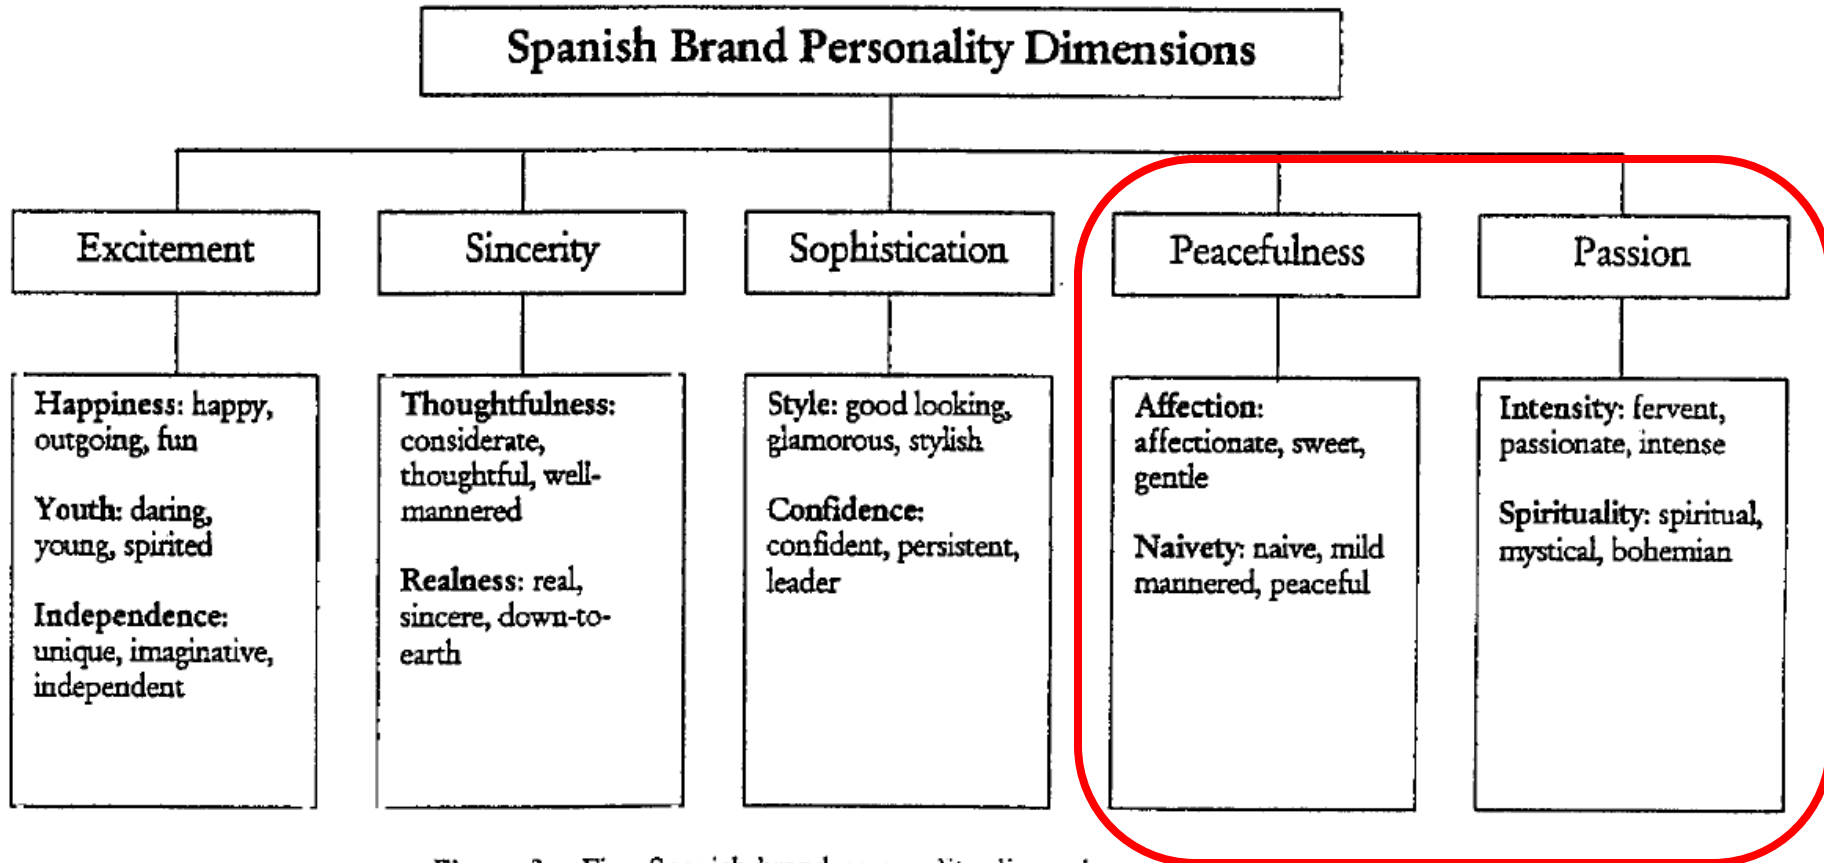 Spanish Brand Personality Dimensions
Excitement
Sincerity
Sophistication
Peacefulness
Passion
Happiness: happy,
outgoing, fun
Youth: daring,
young, spirited
Independence:
unique, imaginative,
independent
Thoughtfulness:
considerate,
thoughtful, well-
mannered
Realness: real,
sincere, down-to-
earth
Style: good looking,
glamorous, stylish
Confidence:
confident, persistent,
leader
Affection:
affectionate, sweet,
gentle
Naivety: naive, mild
mannered, peaceful
Intensity: fervent,
passionate, intense
Spirituality: spiritual,
mystical, bohemian